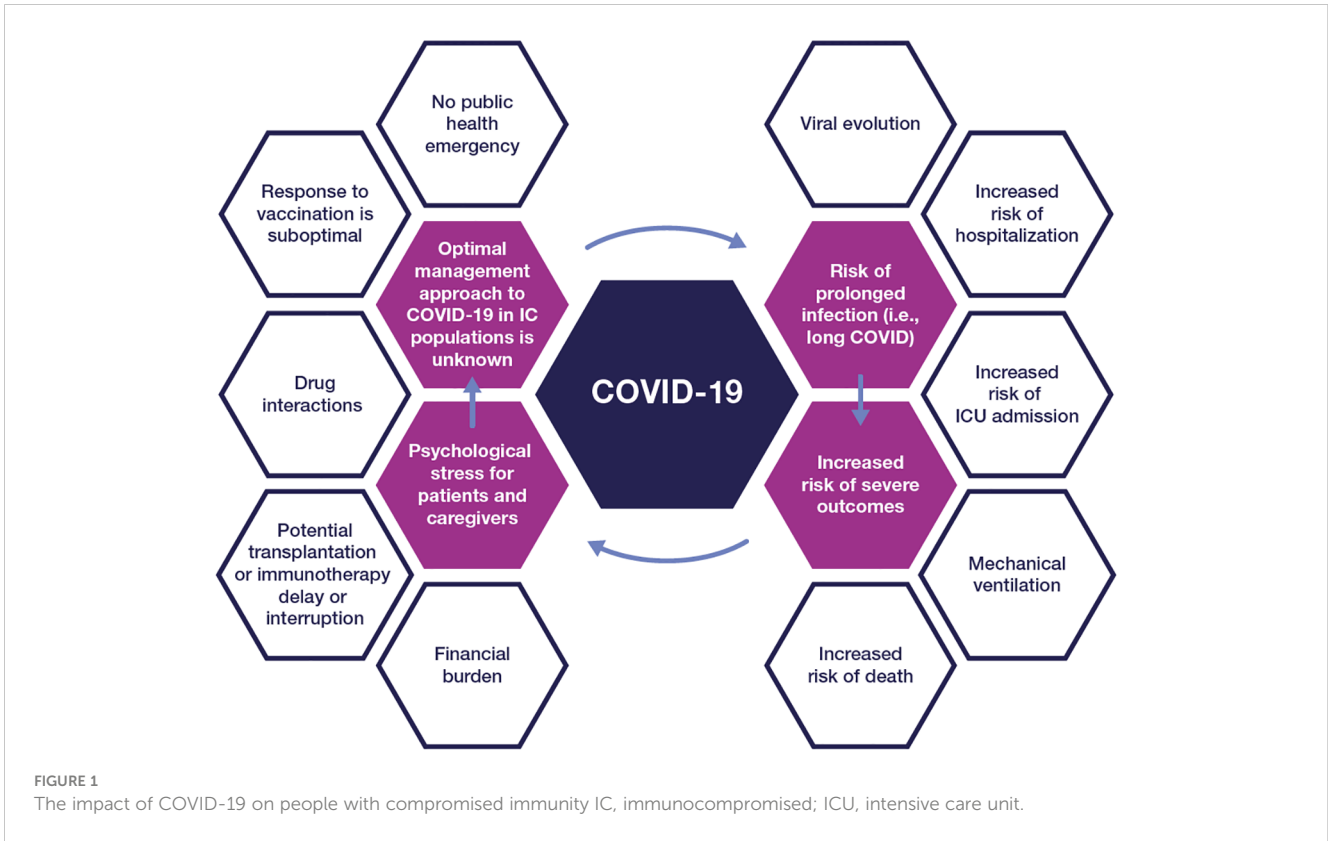 No public
health
emergency
Viral evolution
Response to
vaccination is
suboptimal
Increased
risk of
hospitalization
Optimal
management
approach to
COVID-19 in IC
populations is
unknown
Risk of
prolonged
infection (i.e.,
long COVID)
Drug
interactions
COVID-19
Increased
risk of
ICU admission
Psychological
stress for
patients and
caregivers
Increased
risk of severe
outcomes
Potential
transplantation
or immunotherapy
delay or
interruption
Mechanical
ventilation
Financial
burden
Increased
risk of death
FIGURE 1
The impact of COVID-19 on people with compromised immunity IC, immunocompromised; ICU, intensive care unit.